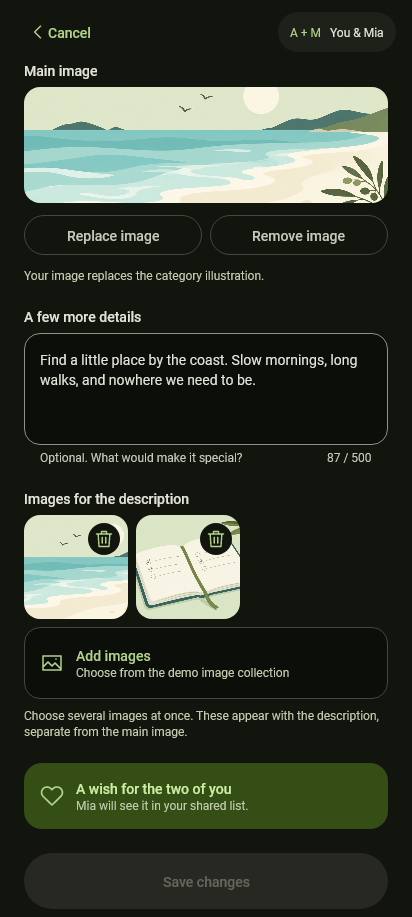 Cancel
A + M You & Mia
Main image
Replace image
Remove image
Your image replaces the category illustration.
A few more details
Find a little place by the coast. Slow mornings, long
walks, and nowhere we need to be.
Optional. What would make it special?
87 / 500
Images for the description
Add images
Choose from the demo image collection
Choose several images at once. These appear with the description,
separate from the main image.
A wish for the two of you
Mia will see it in your shared list.
Save changes